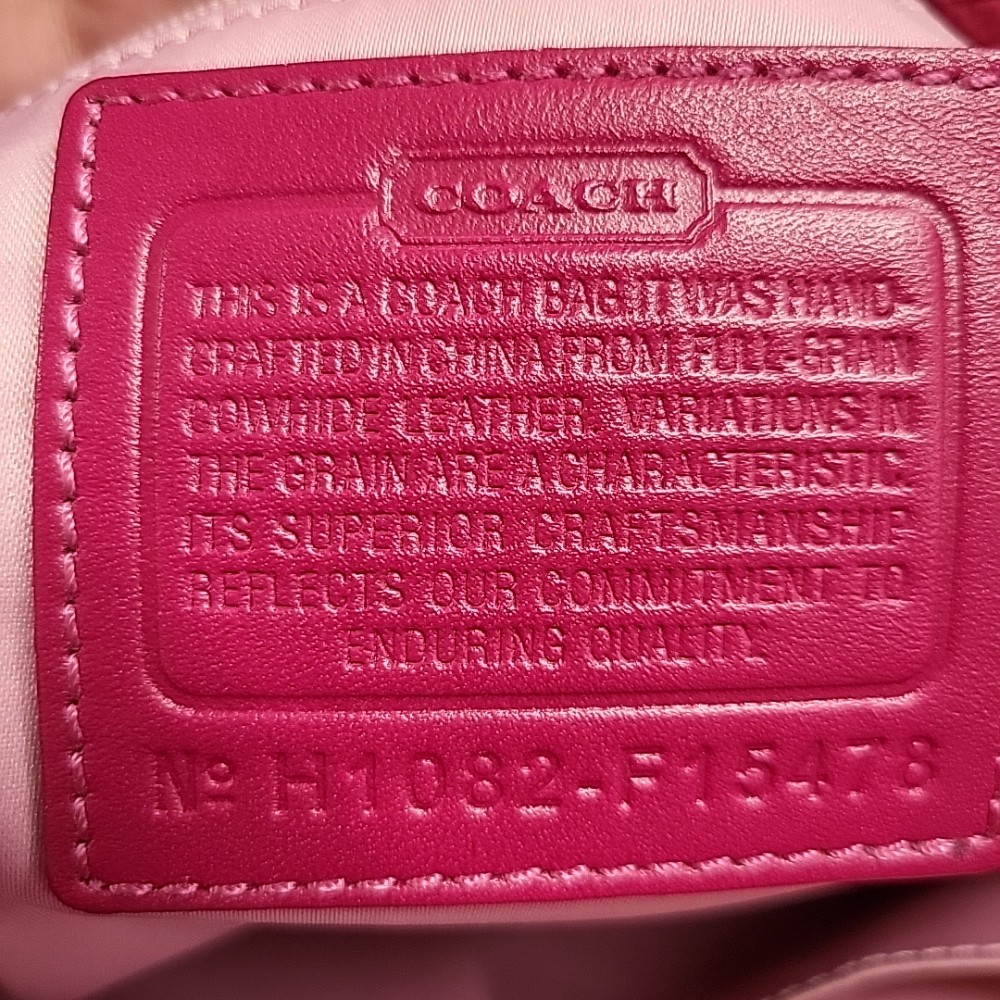 COACH
THIS IS A COACH BAG. IT WAS HAND-
CRAFTED IN CHINA FROM FULL-GRAIN
COWHIDE LEATHER. VARIATIONS IN
THE GRAIN ARE A CHARACTERISTIC.
ITS SUPERIOR CRAFTSMANSHIP
REFLECTS OUR COMMITMENT TO
ENDURING QUALITY.
Nº H1082-F15478